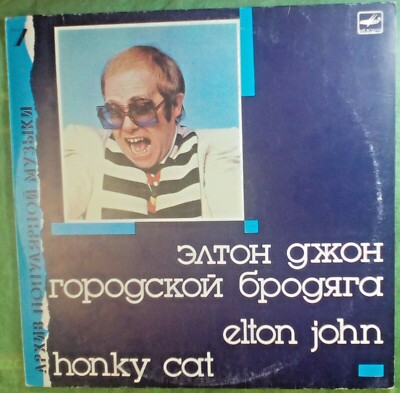 1
АРХИВ ПОПУЛЯРНОЙ МУЗЫКИ
элтон джон
городской бродяга
elton john
honky cat